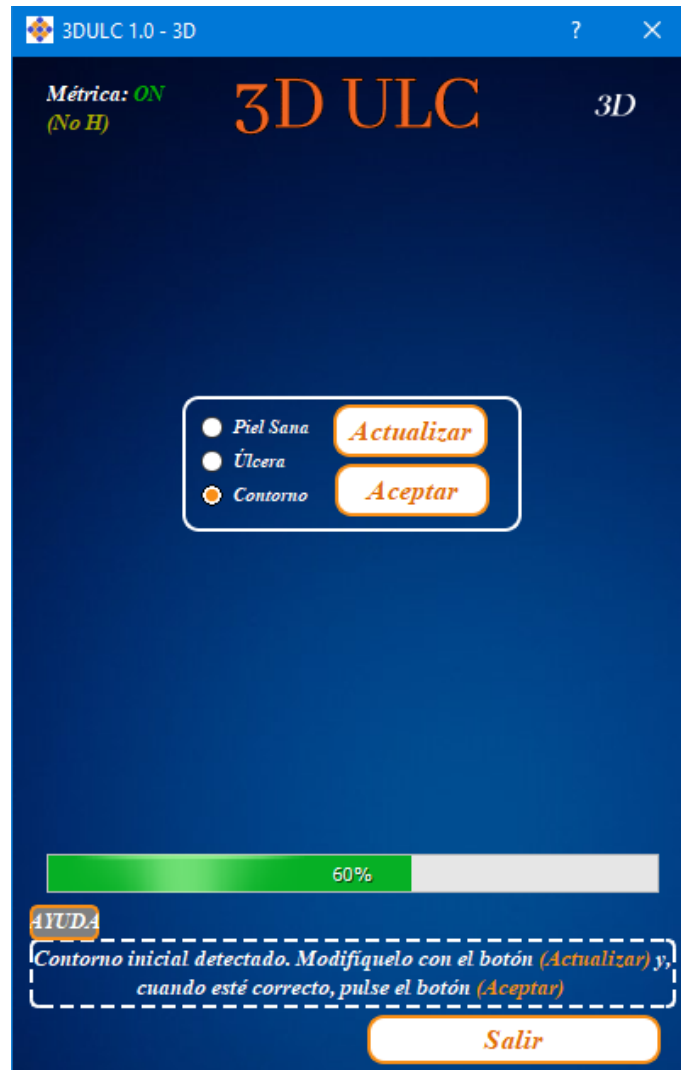 3DULC 1.0 - 3D
?
Métrica: ON
(No H)
3D ULC
3D
Piel Sana
Actualizar
Úlcera
Contorno
Aceptar
60%
AYUDA
Contorno inicial detectado. Modifíquelo con el botón (Actualizar) y,
cuando esté correcto, pulse el botón (Aceptar)
Salir